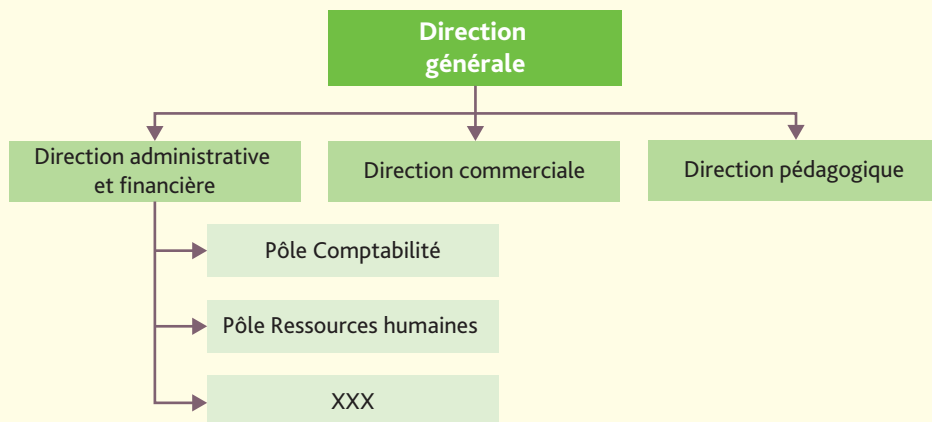 Direction
générale
Direction administrative
et financière
Direction commerciale
Direction pédagogique
Pôle Comptabilité
Pôle Ressources humaines
XXX